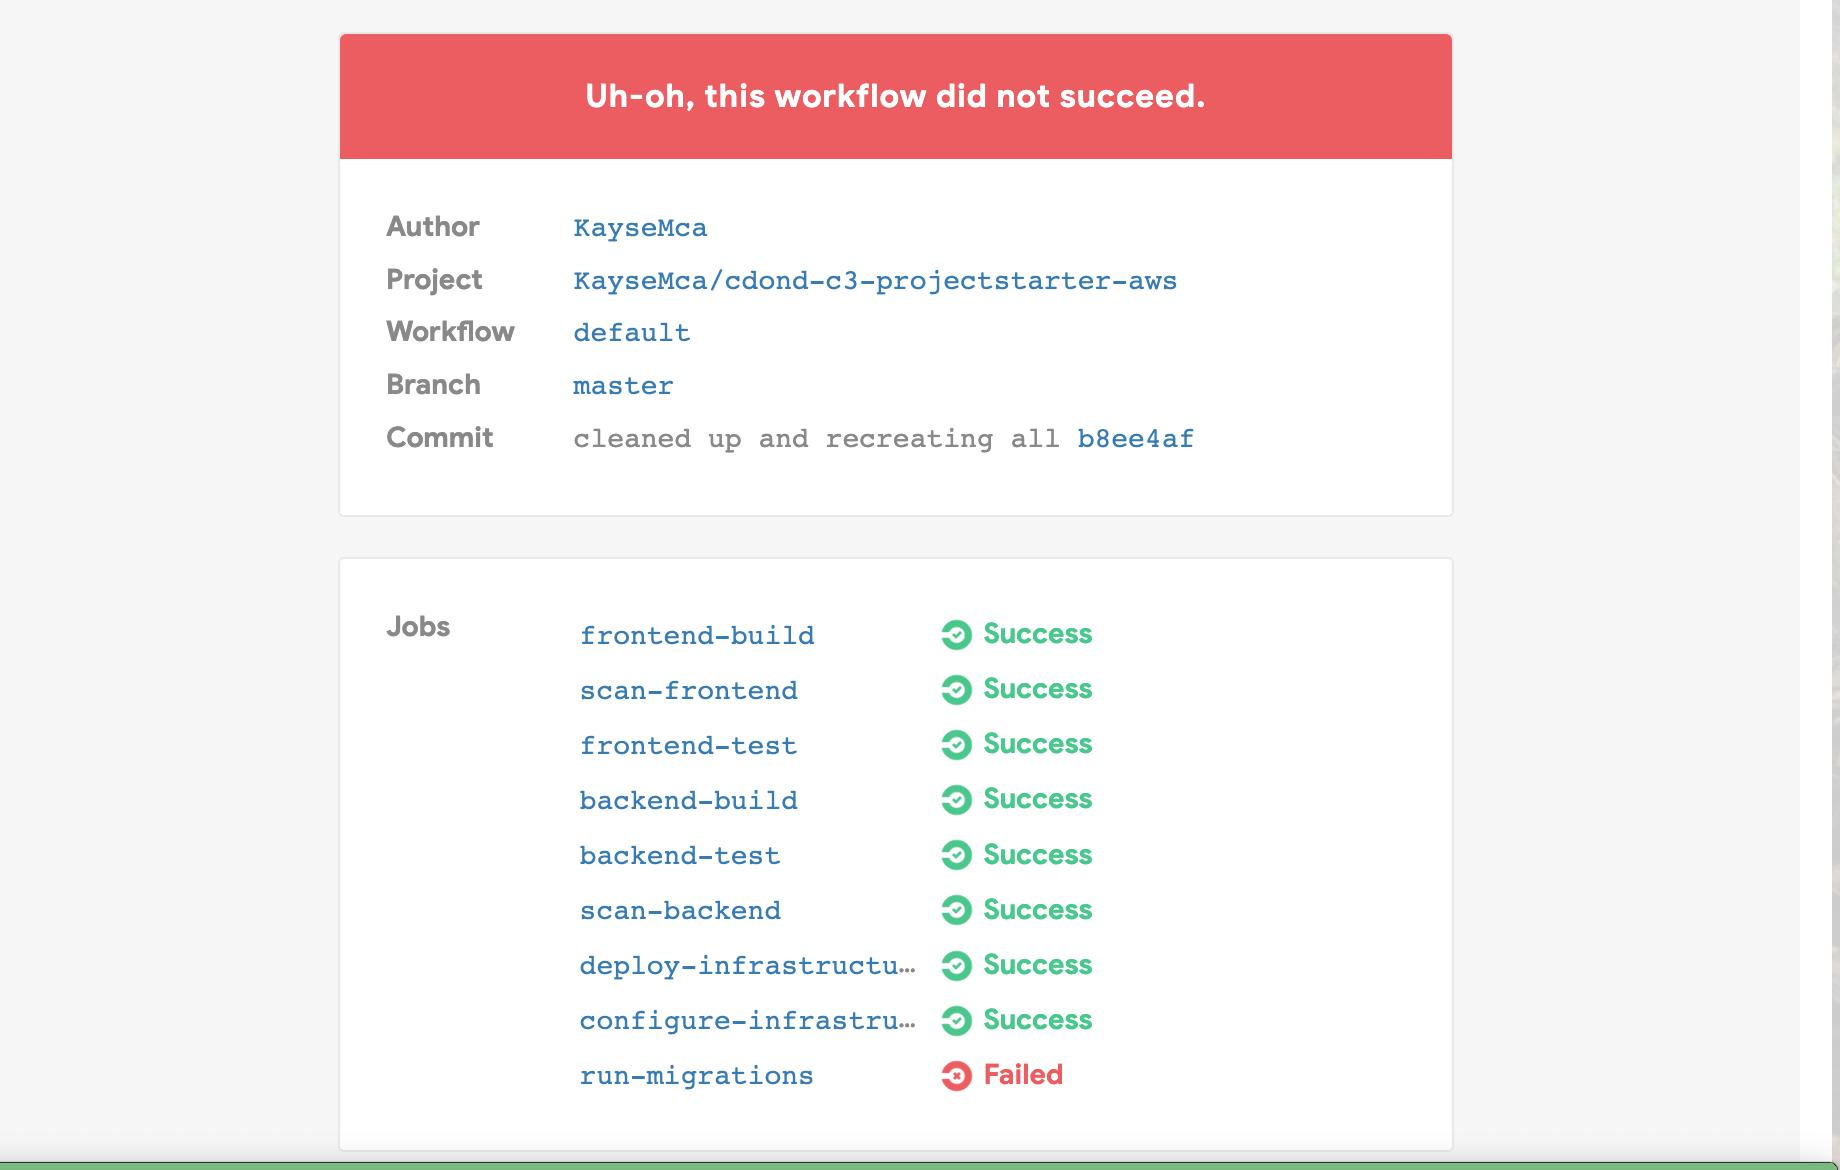 Uh-oh, this workflow did not succeed.
Author KayseMca
Project KayseMca/cdond-c3-projectstarter-aws
Workflow default
Branch master
Commit cleaned up and recreating all b8ee4af
Jobs frontend-build Success
scan-frontend Success
frontend-test Success
backend-build Success
backend-test Success
scan-backend Success
deploy-infrastructu… Success
configure-infrastru… Success
run-migrations Failed